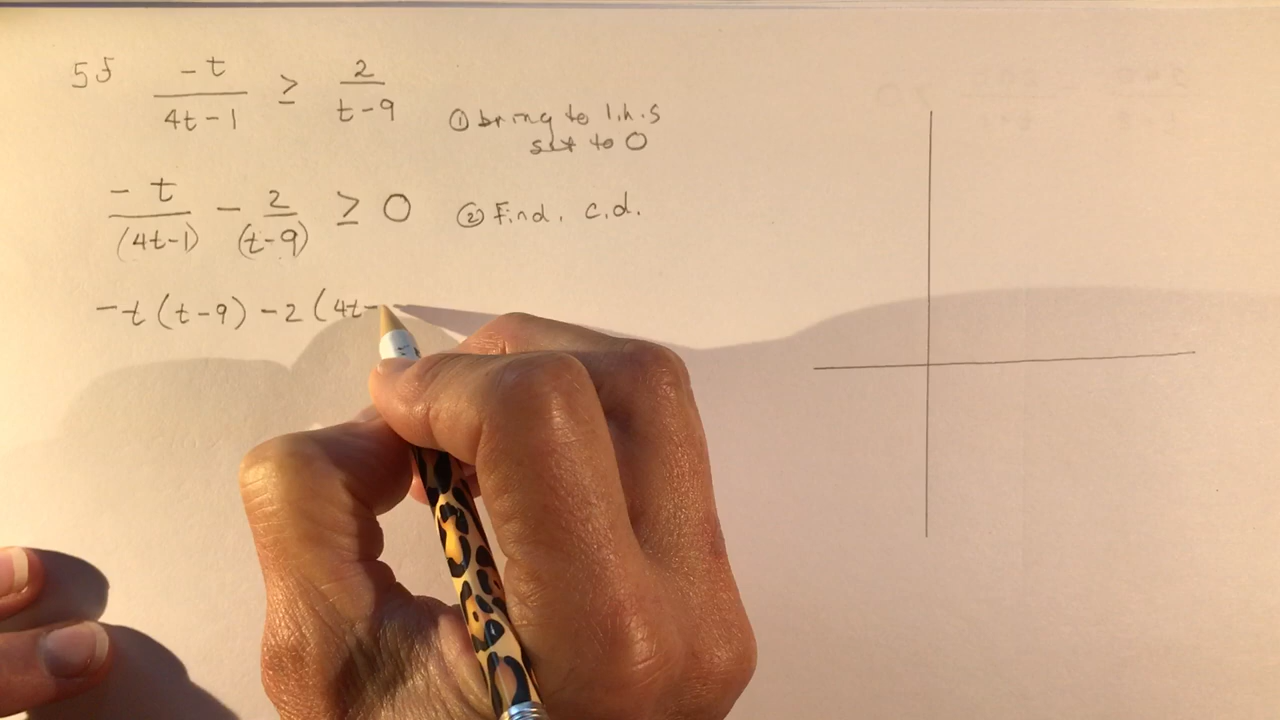 55 -t/(4t-1) ≥ 2/(t-9)
① bring to l.h.s
set to 0
-t/(4t-1) - 2/(t-9) ≥ 0 ② Find. c.d.
-t(t-9) -2(4t-